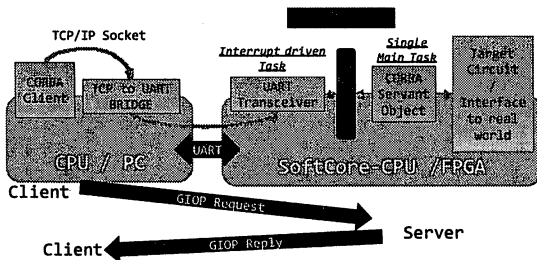 TCP/IP Socket
Interrupt driven
Task
Single
Main Task
CORBA
Client
TCP to UART
BRIDGE
UART
Transceiver
CORBA
Servant
Object
Target
Circuit
/
Interface
to real
world
CPU / PC
UART
SoftCore-CPU /FPGA
Client
GIOP Request
Server
Client
GIOP Reply